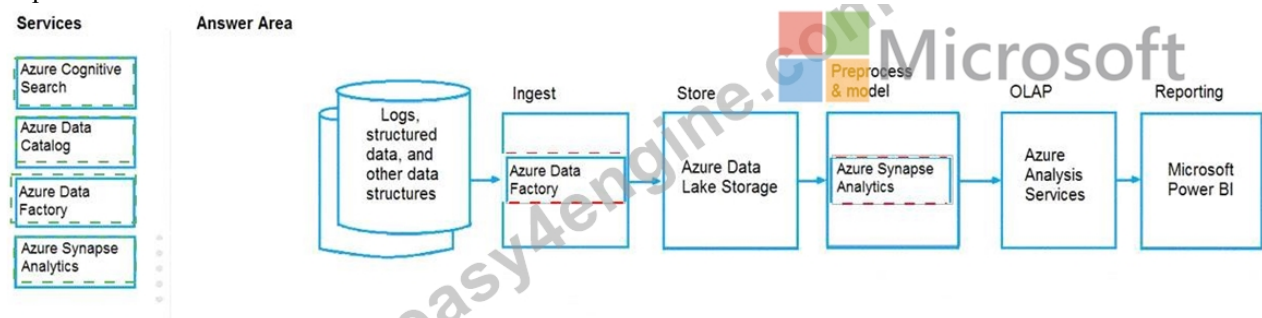 Services
Answer Area
Azure Cognitive
Search
Azure Data
Catalog
Azure Data
Factory
Azure Synapse
Analytics
Logs,
structured
data, and
other data
structures
Ingest
Azure Data
Factory
Store
Azure Data
Lake Storage
Preprocess
& model
Azure Synapse
Analytics
OLAP
Azure
Analysis
Services
Reporting
Microsoft
Power BI
Microsoft
easy4engine.com